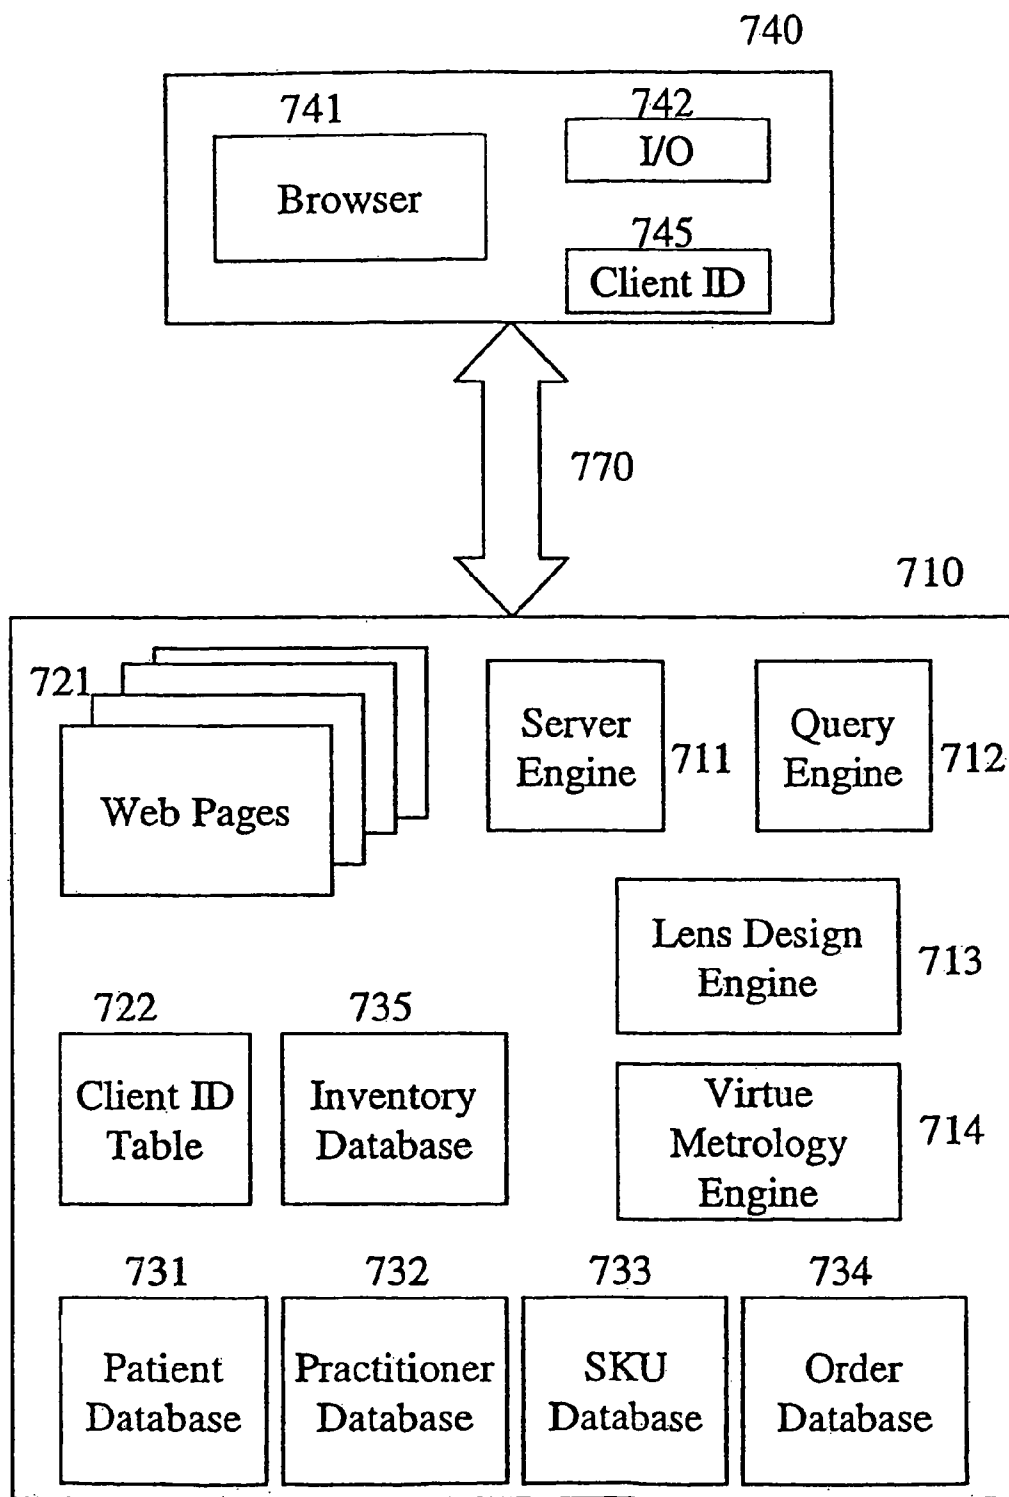 740
741
742
Browser
I/O
745
Client ID
770
710
721
Web Pages
Server
Engine
711
Query
Engine
712
Lens Design
Engine
713
722
735
Client ID
Table
Inventory
Database
Virtue
Metrology
Engine
714
731
732
733
734
Patient
Database
Practitioner
Database
SKU
Database
Order
Database